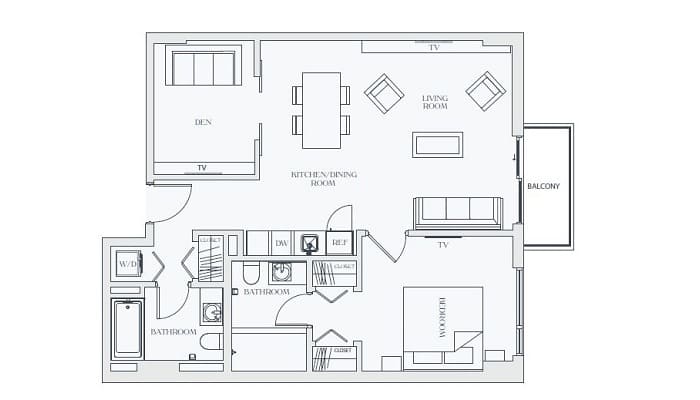 TV
DEN
LIVING
ROOM
TV
KITCHEN/DINING
ROOM
BALCONY
CLOSET
DW
REF
TV
W/D
CLOSET
BATHROOM
BEDROOM
BATHROOM
CLOSET